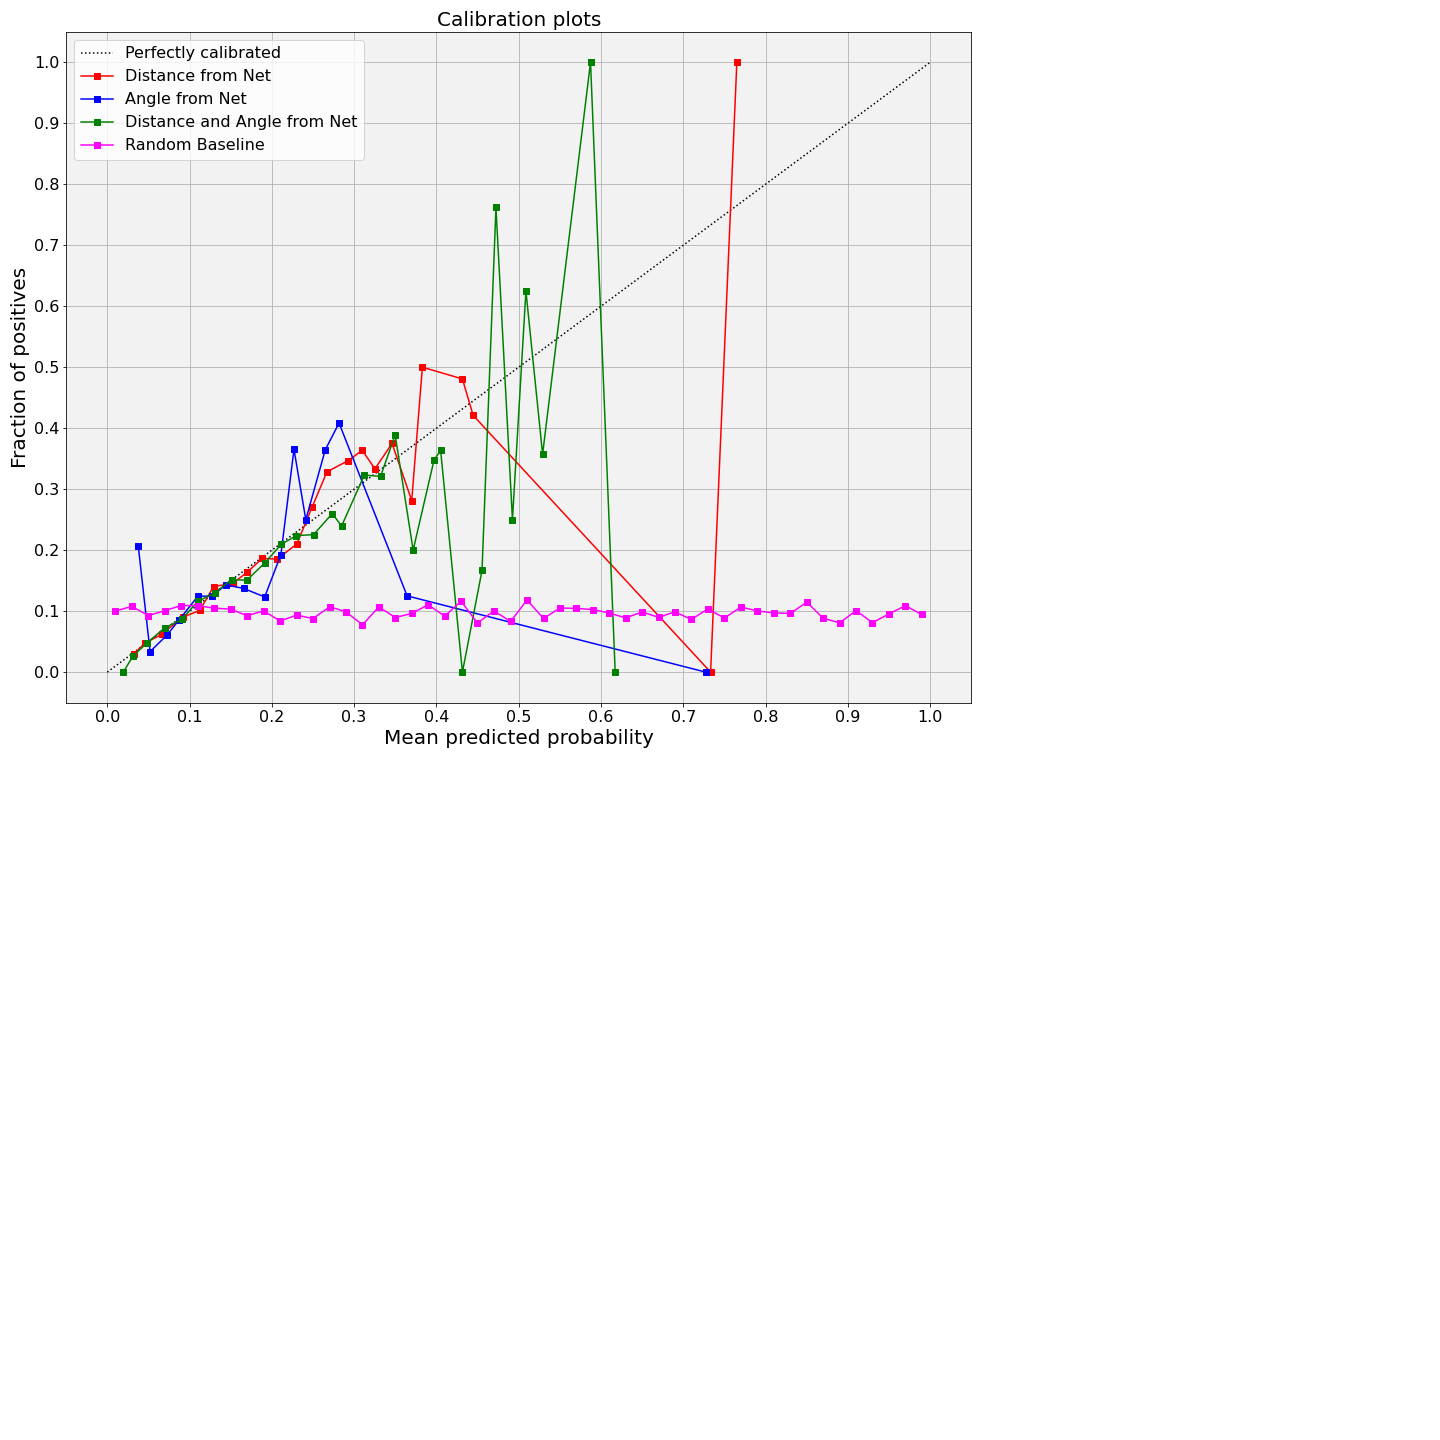 Calibration plots
Perfectly calibrated
Distance from Net
Angle from Net
Distance and Angle from Net
Random Baseline
Fraction of positives
1.0
0.9
0.8
0.7
0.6
0.5
0.4
0.3
0.2
0.1
0.0
0.0 0.1 0.2 0.3 0.4 0.5 0.6 0.7 0.8 0.9 1.0
Mean predicted probability